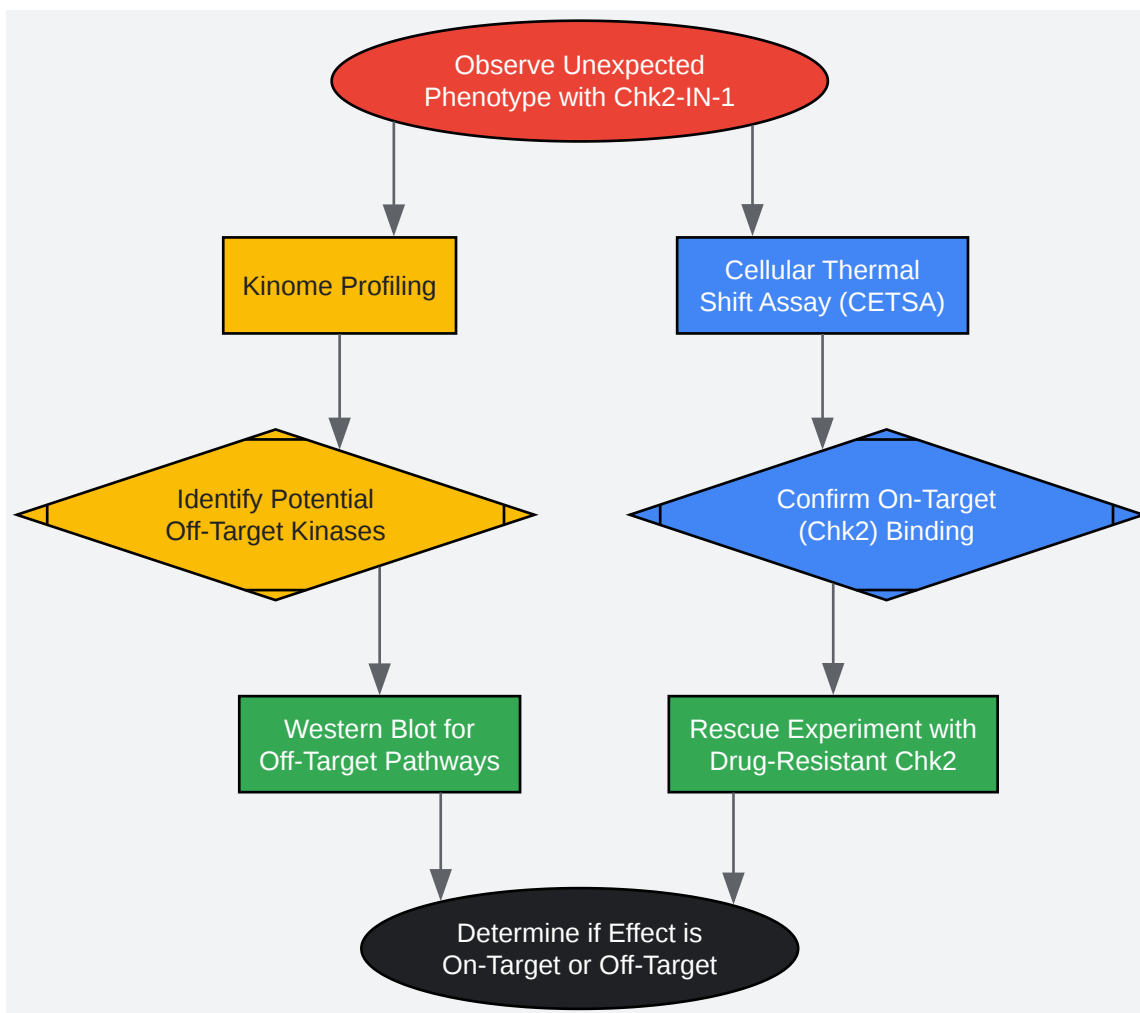 Observe Unexpected
Phenotype with Chk2-IN-1
Kinome Profiling
Cellular Thermal
Shift Assay (CETSA)
Identify Potential
Off-Target Kinases
Confirm On-Target
(Chk2) Binding
Western Blot for
Off-Target Pathways
Rescue Experiment with
Drug-Resistant Chk2
Determine if Effect is
On-Target or Off-Target